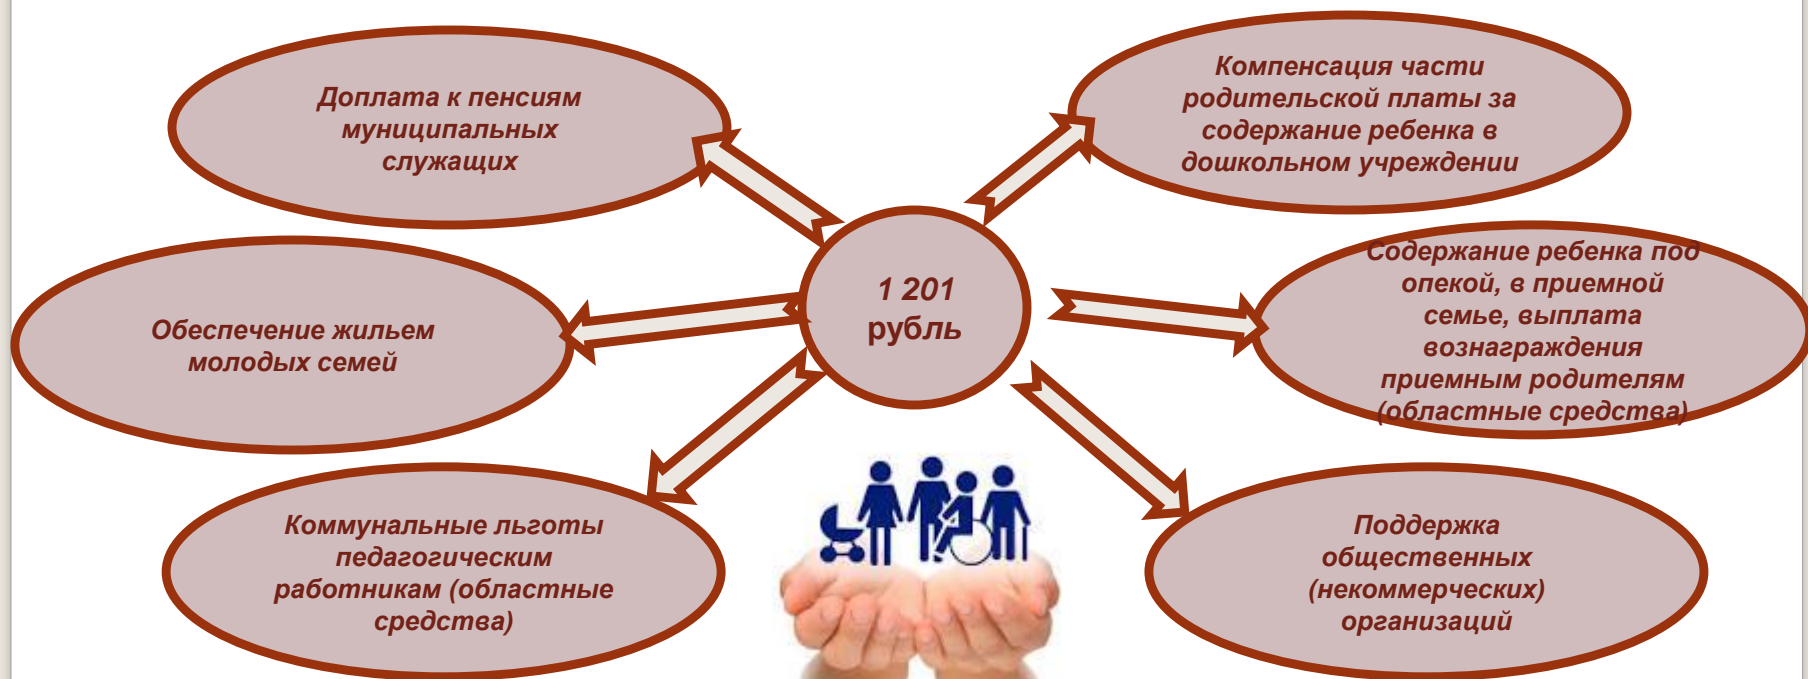 Доплата к пенсиям
муниципальных
служащих
Компенсация части
родительской платы за
содержание ребенка в
дошкольном учреждении
1 201
рубль
Обеспечение жильем
молодых семей
Содержание ребенка под
опекой, в приемной
семье, выплата
вознаграждения
приемным родителям
(областные средства)
Коммунальные льготы
педагогическим
работникам (областные
средства)
Поддержка
общественных
(некоммерческих)
организаций